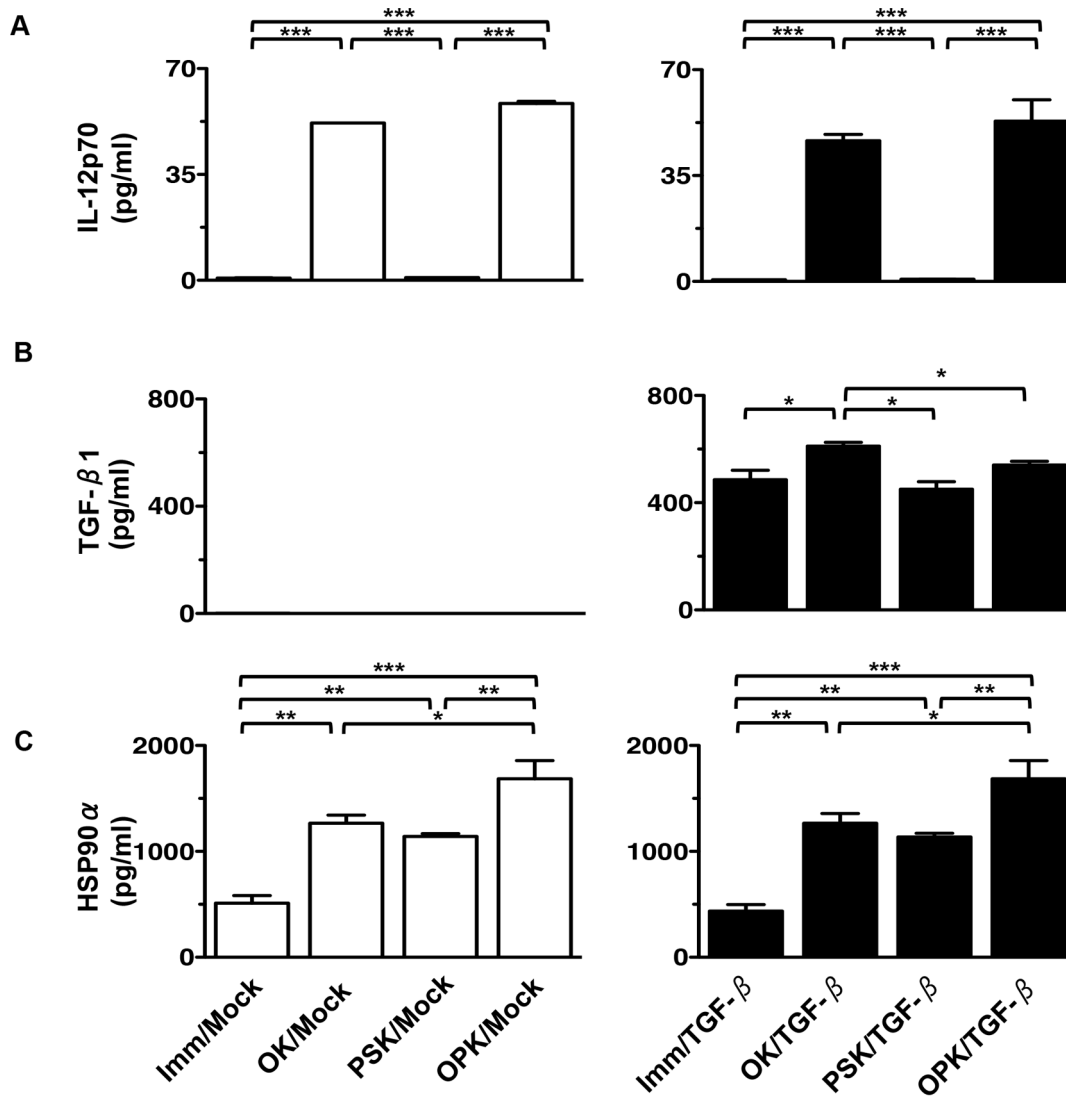 A
***
***
*** *** ***
*** *** ***
IL-12p70
(pg/ml)
70
35
0
70
35
0
B
TGF-β1
(pg/ml)
800
400
0
* * *
800
400
0
C
***
** **
** *
***
** **
** *
HSP90α
(pg/ml)
2000
1000
0
2000
1000
0
Imm/Mock
OK/Mock
PSK/Mock
OPK/Mock
Imm/TGF-β
OK/TGF-β
PSK/TGF-β
OPK/TGF-β